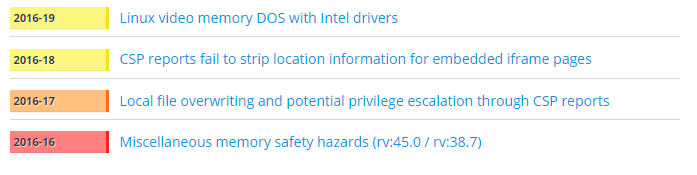 2016-19 Linux video memory DOS with Intel drivers
2016-18 CSP reports fail to strip location information for embedded iframe pages
2016-17 Local file overwriting and potential privilege escalation through CSP reports
2016-16 Miscellaneous memory safety hazards (rv:45.0 / rv:38.7)